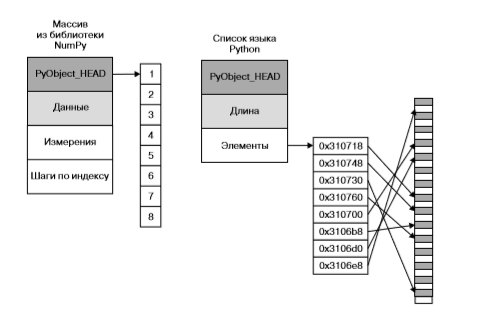 Массив
из библиотеки
NumPy
PyObject_HEAD
Данные
Измерения
Шаги по индексу
1
2
3
4
5
6
7
8
Список языка
Python
PyObject_HEAD
Длина
Элементы
0x310718
0x310748
0x310730
0x310760
0x310700
0x3106b8
0x3106d0
0x3106e8